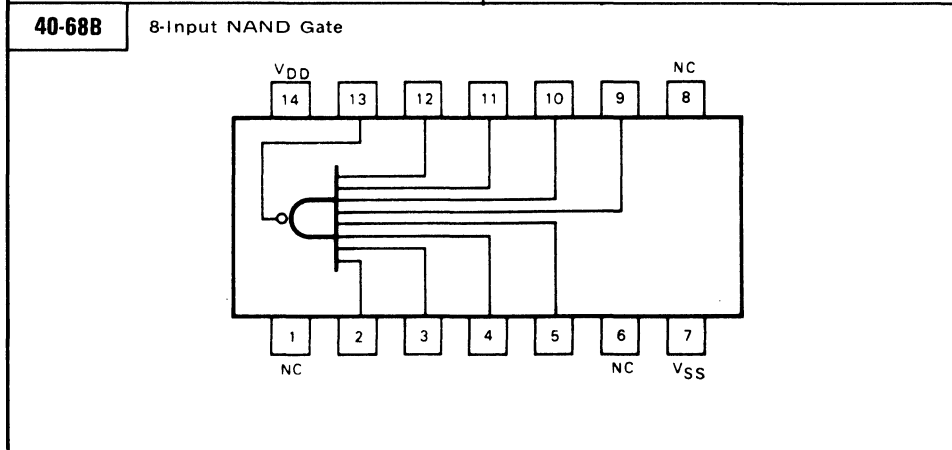 40-68B 8-Input NAND Gate
VDD NC
14 13 12 11 10 9 8
1 2 3 4 5 6 7
NC NC VSS